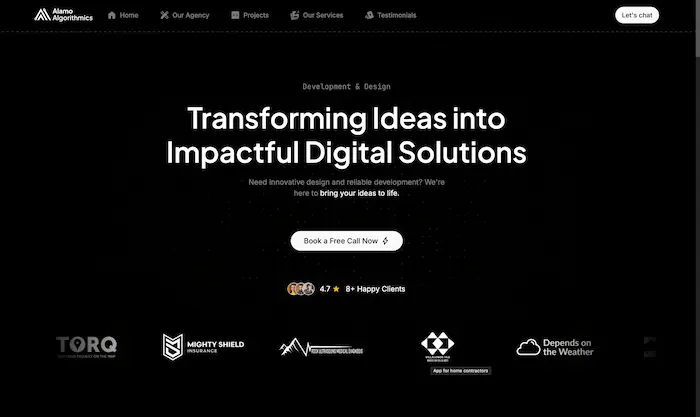 Alamo
Algorithmics
Home
Our Agency
Projects
Our Services
Testimonials
Let's chat
Development & Design
Transforming Ideas into
Impactful Digital Solutions
Need innovative design and reliable development? We're
here to bring your ideas to life.
Book a Free Call Now
4.7
8+ Happy Clients
TORQ
MIGHTY SHIELD
INSURANCE
Depends on
the Weather
App for home contractors